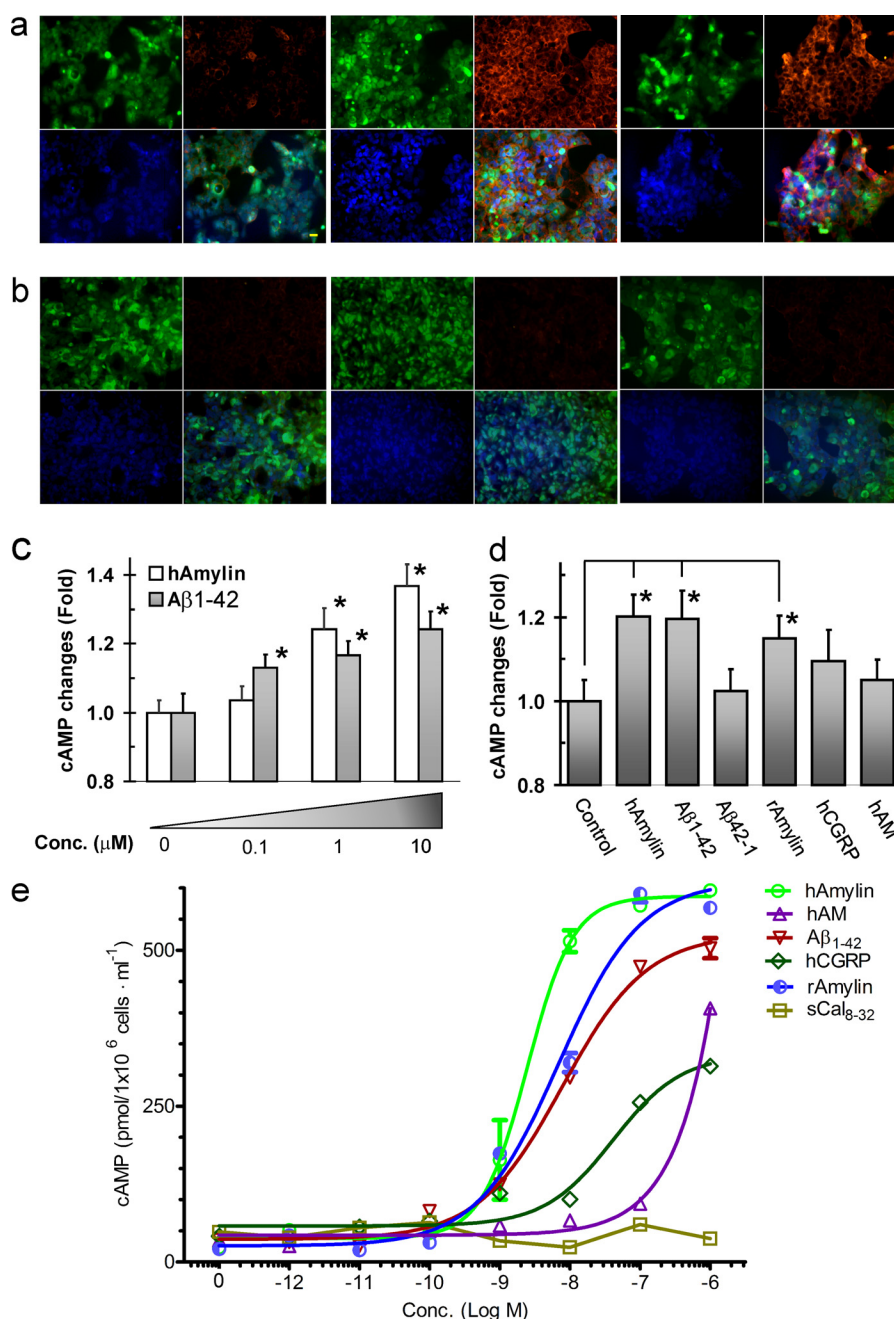 a
b
c
cAMP changes (Fold)
1.4
1.2
1.0
0.8
hAmylin
Aβ1-42
*
*
*
*
*
Conc. (μM)
0
0.1
1
10
d
cAMP changes (Fold)
1.2
1.0
0.8
*
*
*
Control
hAmylin
Aβ1-42
Aβ42-1
rAmylin
hCGRP
hAM
e
cAMP (pmol/1x10⁻⁶ cells · ml⁻¹)
500
250
0
0
-12
-11
-10
-9
-8
-7
-6
Conc. (Log M)
hAmylin
hAM
Aβ₁₋₄₂
hCGRP
rAmylin
sCal₈₋₃₂